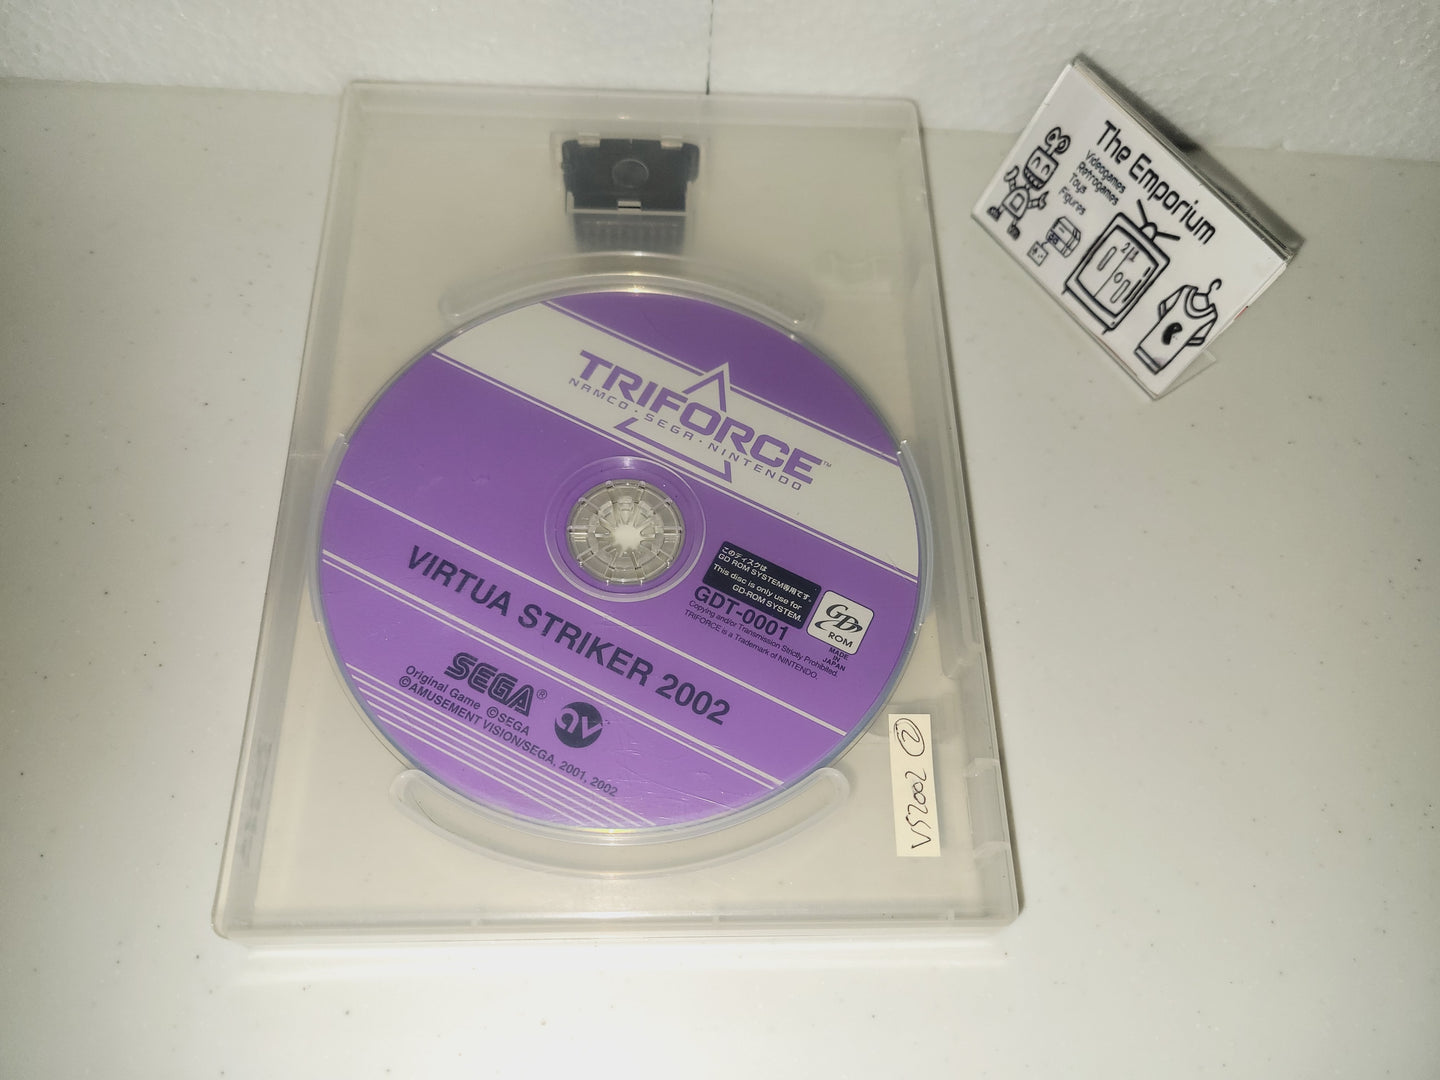 TRIFORCE™
NAMCO·SEGA·NINTENDO
このディスクは
GD ROM SYSTEM専用です。
This disc is only use for
GD-ROM SYSTEM.
GDT-0001
Copying and/or Transmission Strictly Prohibited.
TRIFORCE is a Trademark of NINTENDO.
GD
ROM
MADE
IN
JAPAN
VIRTUA STRIKER 2002
SEGA®
av
Original Game ©SEGA
©AMUSEMENT VISION/SEGA, 2001, 2002
VS2002 ②
The Emporium
Videogames
Retrogames
Toys
Figures